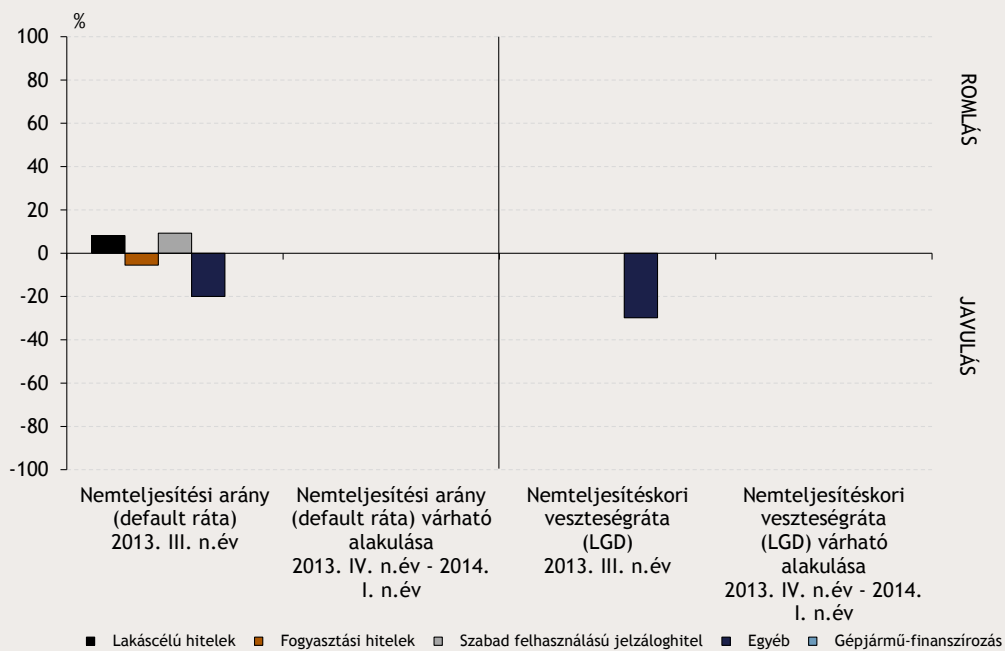 %
100
80
60
40
20
0
-20
-40
-60
-80
-100
ROMLÁS
JAVULÁS
Nemteljesítési arány
(default ráta)
2013. III. n.év
Nemteljesítési arány
(default ráta) várható
alakulása
2013. IV. n.év - 2014.
I. n.év
Nemteljesítéskori
veszteségráta
(LGD)
2013. III. n.év
Nemteljesítéskori
veszteségráta
(LGD) várható
alakulása
2013. IV. n.év - 2014.
I. n.év
Lakáscélú hitelek
Fogyasztási hitelek
Szabad felhasználású jelzáloghitel
Egyéb
Gépjármű-finanszírozás